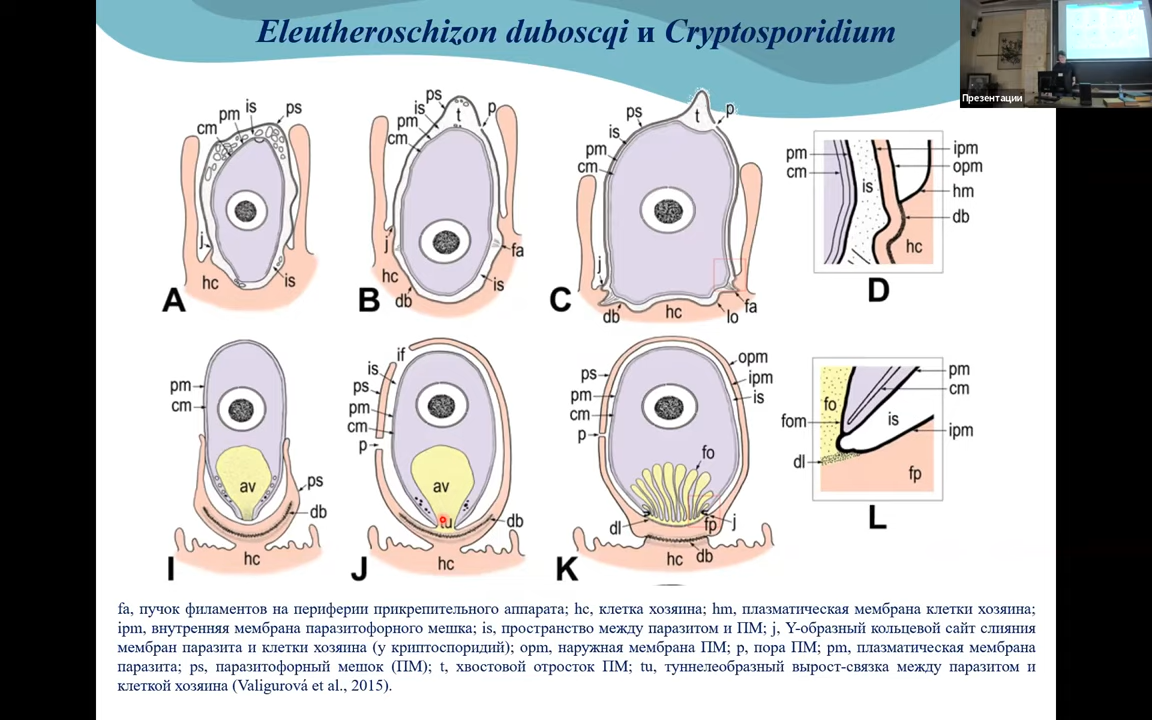 Eleutheroschizon duboscqi и Cryptosporidium
Презентации
cm pm is ps
j hc is
A
cm pm is ps t p
j hc db is fa
B
ps is pm cm t p
j db hc lo fa
C
pm cm is ipm opm hm db hc
D
pm cm av ps db hc
I
if is ps pm cm p av tu db hc
J
ps pm cm p opm ipm is fo dl fp j hc db
K
fo fom dl pm cm is ipm fp
L
fa, пучок филаментов на периферии прикрепительного аппарата; hc, клетка хозяина; hm, плазматическая мембрана клетки хозяина;
ipm, внутренняя мембрана паразитофорного мешка; is, пространство между паразитом и ПМ; j, Y-образный кольцевой сайт слияния
мембран паразита и клетки хозяина (у криптоспоридий); opm, наружная мембрана ПМ; p, пора ПМ; pm, плазматическая мембрана
паразита; ps, паразитофорный мешок (ПМ); t, хвостовой отросток ПМ; tu, туннелеобразный вырост-связка между паразитом и
клеткой хозяина (Valigurová et al., 2015).